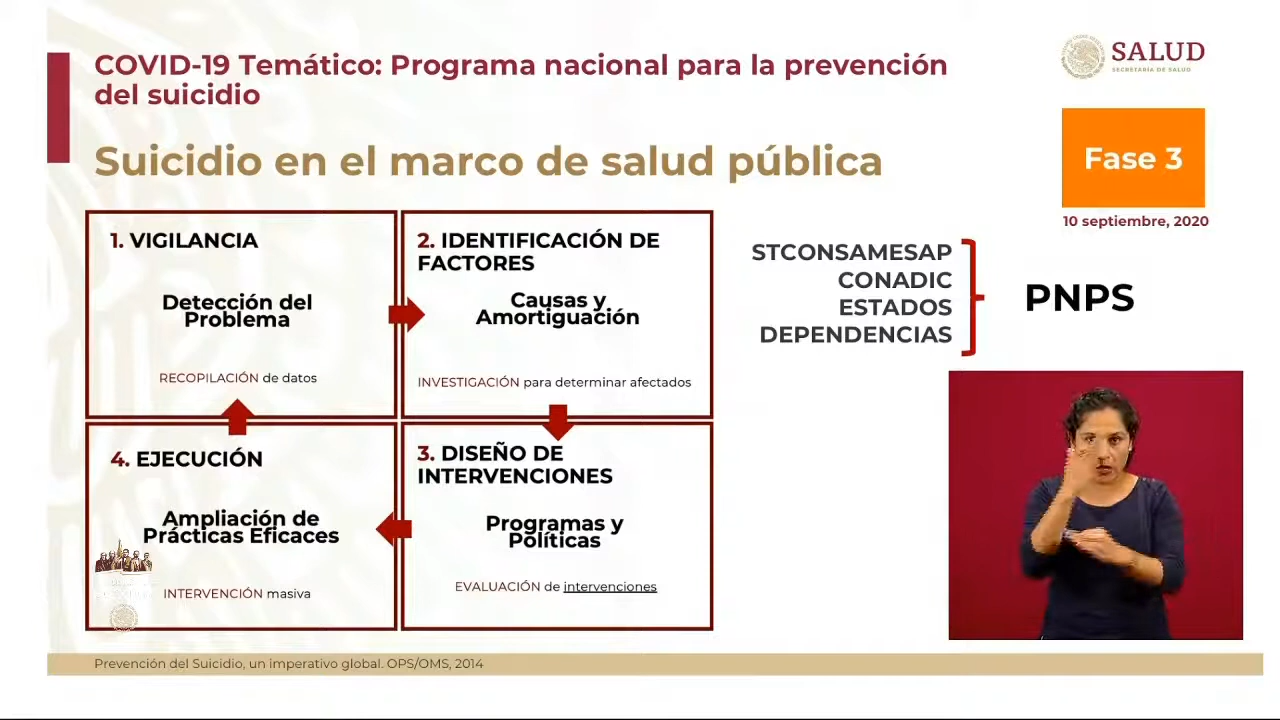 COVID-19 Temático: Programa nacional para la prevención
del suicidio
SALUD
SECRETARÍA DE SALUD
Suicidio en el marco de salud pública
Fase 3
10 septiembre, 2020
1. VIGILANCIA
Detección del
Problema
RECOPILACIÓN de datos
2. IDENTIFICACIÓN DE
FACTORES
Causas y
Amortiguación
INVESTIGACIÓN para determinar afectados
STCONSAMESAP
CONADIC
ESTADOS
DEPENDENCIAS
PNPS
4. EJECUCIÓN
Ampliación de
Prácticas Eficaces
INTERVENCIÓN masiva
3. DISEÑO DE
INTERVENCIONES
Programas y
Políticas
EVALUACIÓN de intervenciones
Prevención del Suicidio, un imperativo global. OPS/OMS, 2014